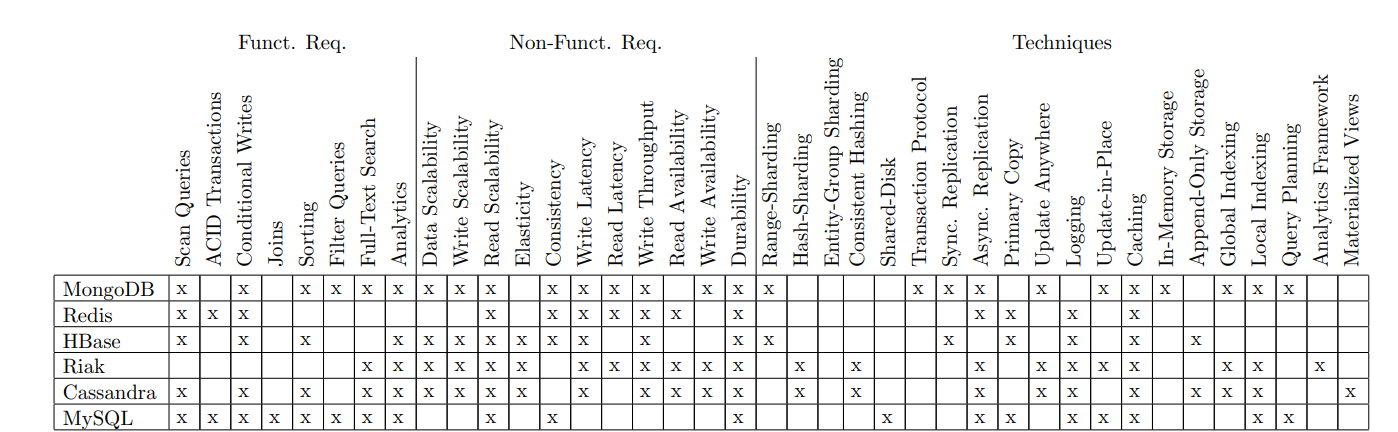 Funct. Req. Non-Funct. Req. Techniques
Scan Queries
ACID Transactions
Conditional Writes
Joins
Sorting
Filter Queries
Full-Text Search
Analytics
Data Scalability
Write Scalability
Read Scalability
Elasticity
Consistency
Write Latency
Read Latency
Write Throughput
Read Availability
Write Availability
Durability
Range-Sharding
Hash-Sharding
Entity-Group Sharding
Consistent Hashing
Shared-Disk
Transaction Protocol
Sync. Replication
Async. Replication
Primary Copy
Update Anywhere
Logging
Update-in-Place
Caching
In-Memory Storage
Append-Only Storage
Global Indexing
Local Indexing
Query Planning
Analytics Framework
Materialized Views
MongoDB x x x x x x x x x x x x x x x x x x x x x x x x x x
Redis x x x x x x x x x x x x x x
HBase x x x x x x x x x x x x x x x x x x
Riak x x x x x x x x x x x x x x x x x x x x x x
Cassandra x x x x x x x x x x x x x x x x x x x x x x x x
MySQL x x x x x x x x x x x x x x x x x x x